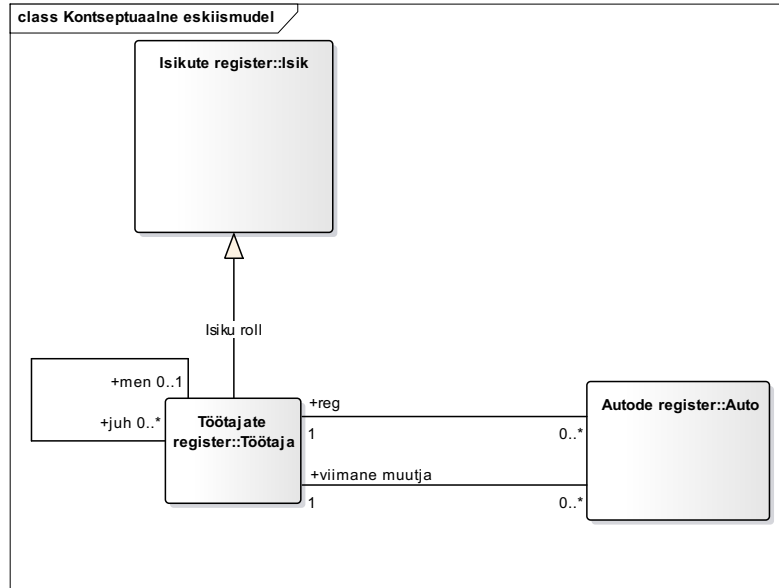 class Kontseptuaalne eskiismudel
Isikute register::Isik
Isiku roll
+men 0..1
+juh 0..*
Töötajate
register::Töötaja
+reg
1
0..*
+viimane muutja
1
0..*
Autode register::Auto